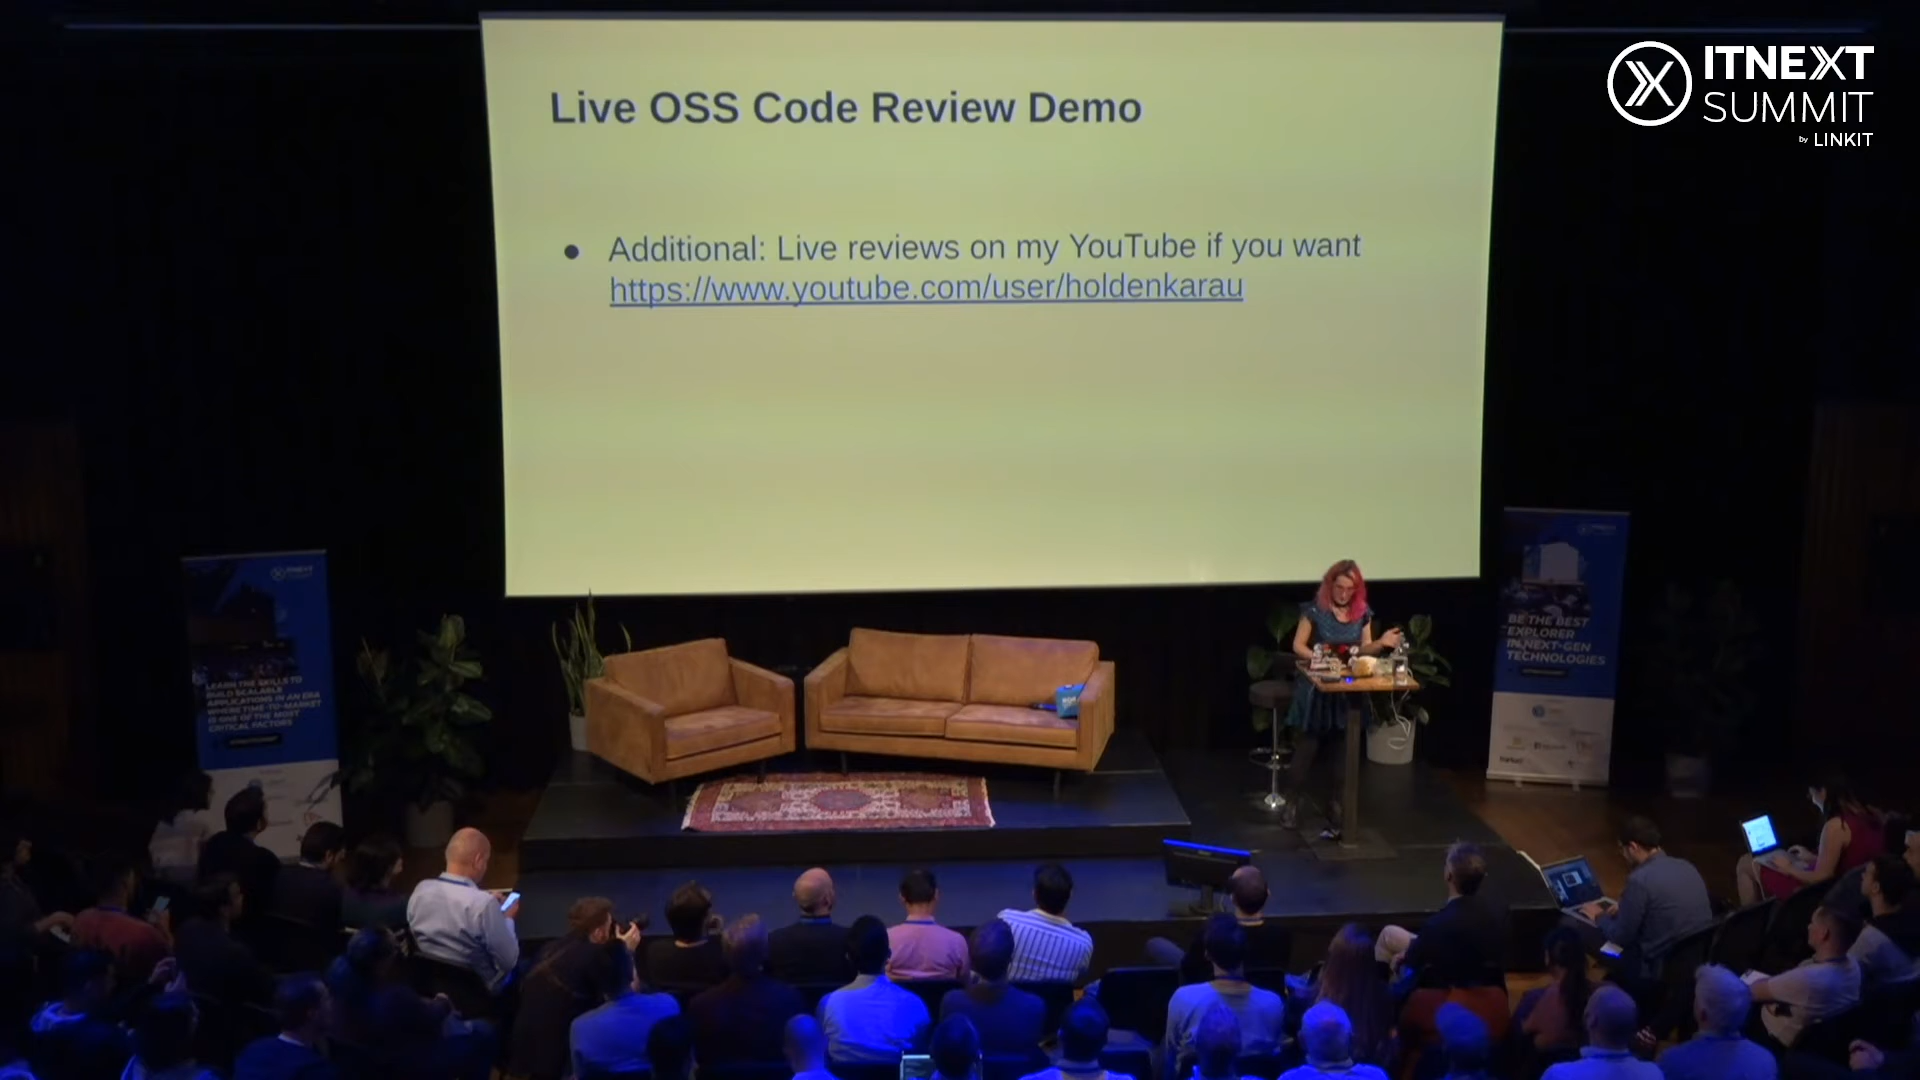 Live OSS Code Review Demo
Additional: Live reviews on my YouTube if you want
https://www.youtube.com/user/holdenkarau
ITNEXT
SUMMIT
by LINKIT
ITNEXT
LEARN THE SKILLS TO
BUILD SCALABLE
APPLICATIONS IN AN ERA
WHERE TIME-TO-MARKET
IS ONE OF THE MOST
CRITICAL FACTORS
BE THE BEST
EXPLORER
IN NEXT-GEN
TECHNOLOGIES